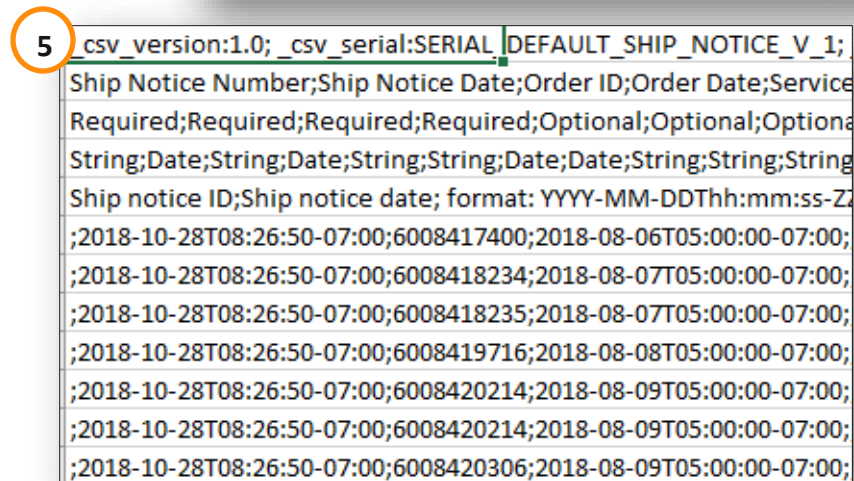 5
_csv_version:1.0; _csv_serial:SERIAL_DEFAULT_SHIP_NOTICE_V_1;
Ship Notice Number;Ship Notice Date;Order ID;Order Date;Service
Required;Required;Required;Required;Optional;Optional;Optiona
String;Date;String;Date;String;String;Date;Date;String;String;String
Ship notice ID;Ship notice date; format: YYYY-MM-DDThh:mm:ss-ZZ
;2018-10-28T08:26:50-07:00;6008417400;2018-08-06T05:00:00-07:00;
;2018-10-28T08:26:50-07:00;6008418234;2018-08-07T05:00:00-07:00;
;2018-10-28T08:26:50-07:00;6008418235;2018-08-07T05:00:00-07:00;
;2018-10-28T08:26:50-07:00;6008419716;2018-08-08T05:00:00-07:00;
;2018-10-28T08:26:50-07:00;6008420214;2018-08-09T05:00:00-07:00;
;2018-10-28T08:26:50-07:00;6008420214;2018-08-09T05:00:00-07:00;
;2018-10-28T08:26:50-07:00;6008420306;2018-08-09T05:00:00-07:00;